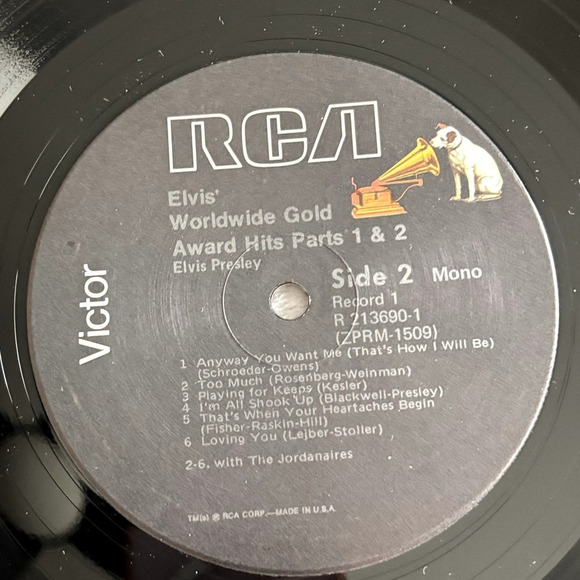 RCA
Elvis'
Worldwide Gold
Award Hits Parts 1 & 2
Elvis Presley
Side 2 Mono
Record 1
R 213690-1
(ZPRM-1509)
Victor
1 Anyway You Want Me (That's How I Will Be)
(Schroeder-Owens)
2 Too Much (Rosenberg-Weinman)
3 Playing for Keeps (Kesler)
4 I'm All Shook Up (Blackwell-Presley)
5 That's When Your Heartaches Begin
(Fisher-Raskin-Hill)
6 Loving You (Leiber-Stoller)
2-6. with The Jordanaires
TM(s) ® RCA CORP.—MADE IN U.S.A.